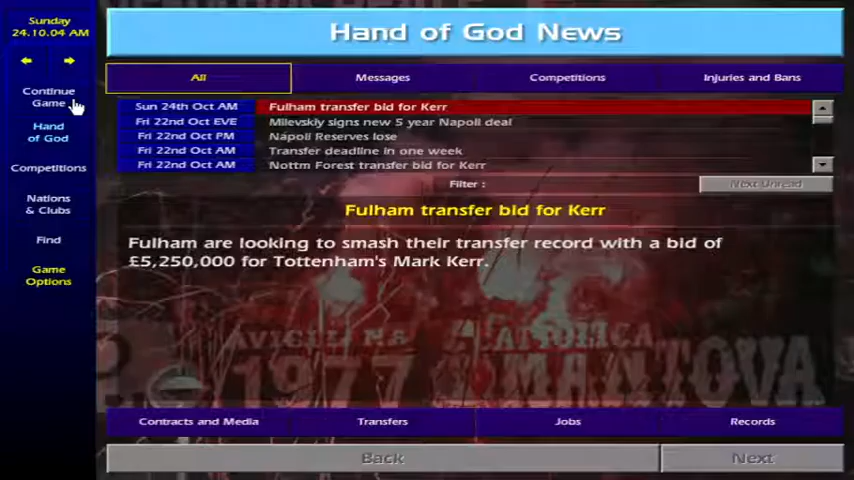 Sunday
24.10.04 AM
Continue
Game
Hand
of God
Competitions
Nations
& Clubs
Find
Game
Options
Hand of God News
All Messages Competitions Injuries and Bans
Sun 24th Oct AM Fulham transfer bid for Kerr
Fri 22nd Oct EVE Milevskiy signs new 5 year Napoli deal
Fri 22nd Oct PM Napoli Reserves lose
Fri 22nd Oct AM Transfer deadline in one week
Fri 22nd Oct AM Nottm Forest transfer bid for Kerr
Filter : Next Unread
Fulham transfer bid for Kerr
Fulham are looking to smash their transfer record with a bid of
£5,250,000 for Tottenham's Mark Kerr.
1977 MANTOVA
Contracts and Media Transfers Jobs Records
Back Next